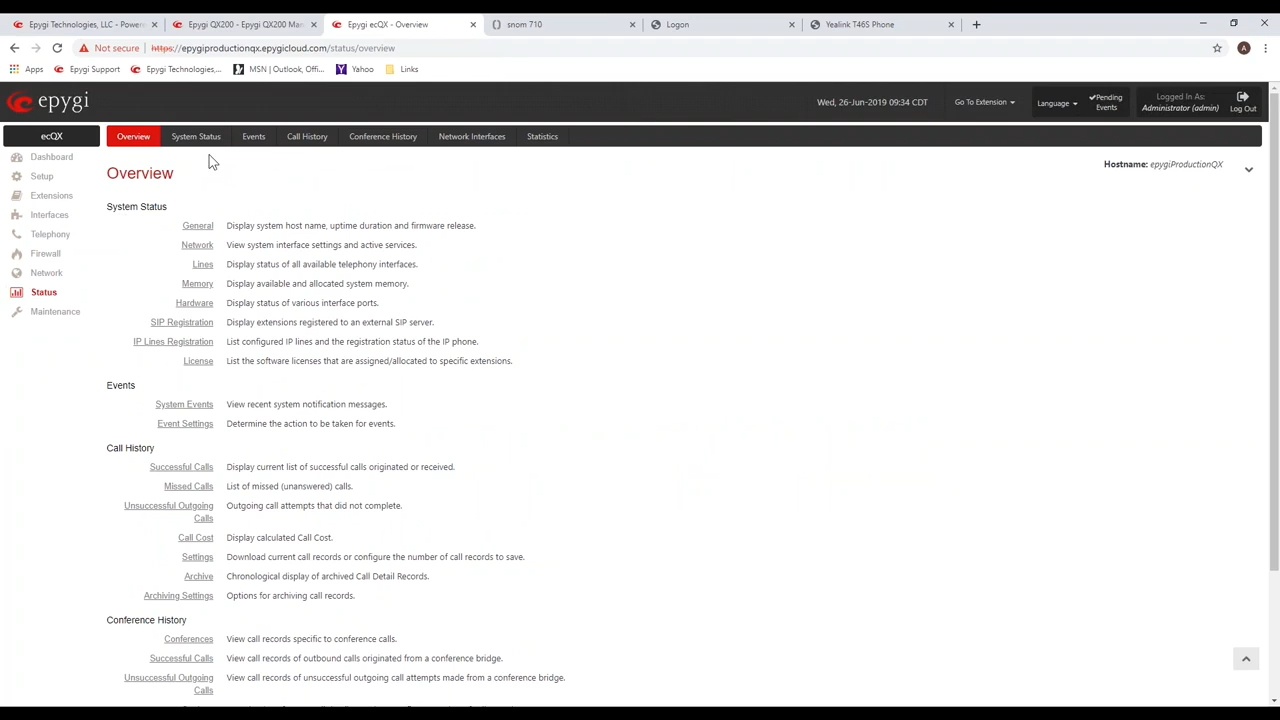 Epygi Technologies, LLC - Power
Epygi QX200 - Epygi QX200 Man
Epygi ecQX - Overview
snom 710
Logon
Yealink T46S Phone
Not secure https://epygiproductionqx.epygicloud.com/status/overview
A
Apps
Epygi Support
Epygi Technologies,...
MSN | Outlook, Offi...
Yahoo
Links
epygi
Wed, 26-Jun-2019 09:34 CDT
Go To Extension
Language
Pending Events
Logged In As: Administrator (admin)
Log Out
ecQX
Overview
System Status
Events
Call History
Conference History
Network Interfaces
Statistics
Dashboard
Setup
Extensions
Interfaces
Telephony
Firewall
Network
Status
Maintenance
Overview
Hostname: epygiProductionQX
System Status
General Display system host name, uptime duration and firmware release.
Network View system interface settings and active services.
Lines Display status of all available telephony interfaces.
Memory Display available and allocated system memory.
Hardware Display status of various interface ports.
SIP Registration Display extensions registered to an external SIP server.
IP Lines Registration List configured IP lines and the registration status of the IP phone.
License List the software licenses that are assigned/allocated to specific extensions.
Events
System Events View recent system notification messages.
Event Settings Determine the action to be taken for events.
Call History
Successful Calls Display current list of successful calls originated or received.
Missed Calls List of missed (unanswered) calls.
Unsuccessful Outgoing Calls Outgoing call attempts that did not complete.
Call Cost Display calculated Call Cost.
Settings Download current call records or configure the number of call records to save.
Archive Chronological display of archived Call Detail Records.
Archiving Settings Options for archiving call records.
Conference History
Conferences View call records specific to conference calls.
Successful Calls View call records of outbound calls originated from a conference bridge.
Unsuccessful Outgoing Calls View call records of unsuccessful outgoing call attempts made from a conference bridge.